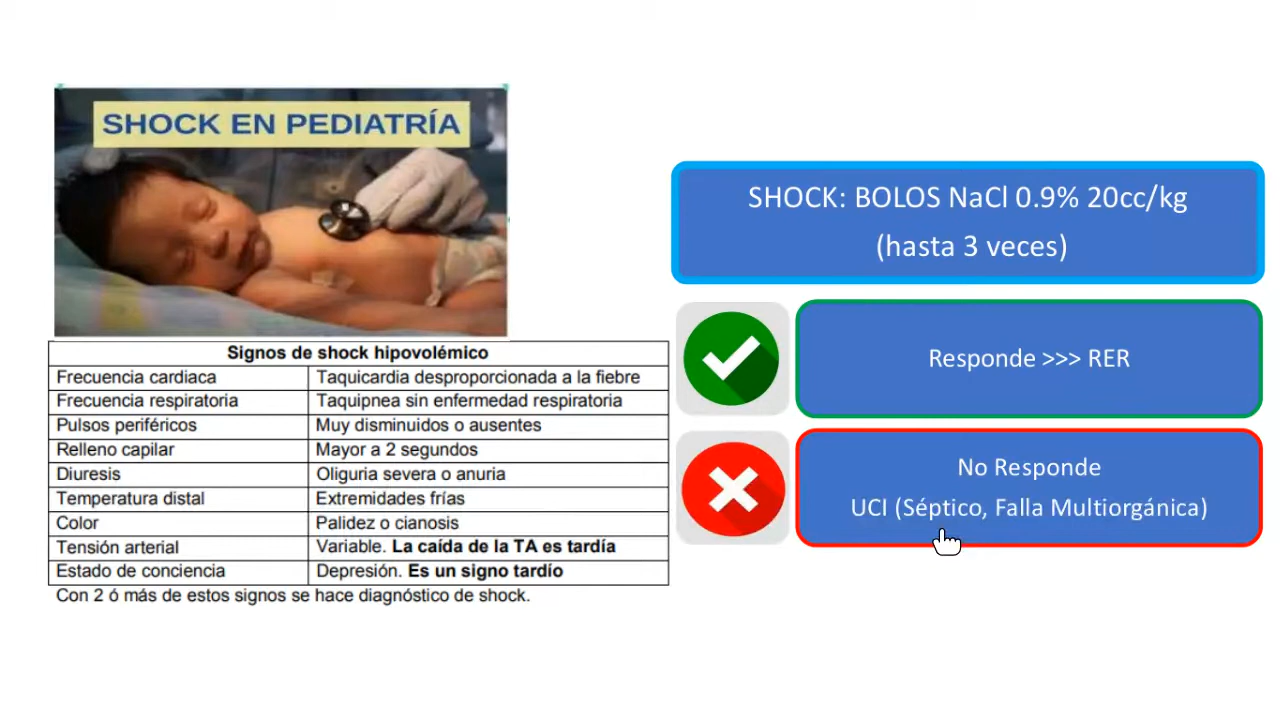 SHOCK EN PEDIATRÍA
Signos de shock hipovolémico
Frecuencia cardiaca Taquicardia desproporcionada a la fiebre
Frecuencia respiratoria Taquipnea sin enfermedad respiratoria
Pulsos periféricos Muy disminuidos o ausentes
Relleno capilar Mayor a 2 segundos
Diuresis Oliguria severa o anuria
Temperatura distal Extremidades frías
Color Palidez o cianosis
Tensión arterial Variable. La caída de la TA es tardía
Estado de conciencia Depresión. Es un signo tardío
Con 2 ó más de estos signos se hace diagnóstico de shock.
SHOCK: BOLOS NaCl 0.9% 20cc/kg
(hasta 3 veces)
Responde >>> RER
No Responde
UCI (Séptico, Falla Multiorgánica)